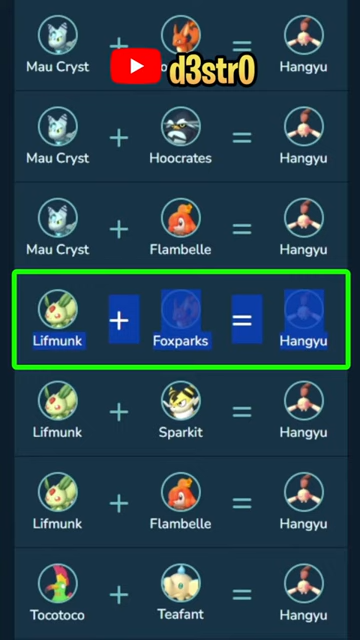 Mau Cryst + = Hangyu
d3str0
Mau Cryst + Hoocrates = Hangyu
Mau Cryst + Flambelle = Hangyu
Lifmunk + Foxparks = Hangyu
Lifmunk + Sparkit = Hangyu
Lifmunk + Flambelle = Hangyu
Tocotoco + Teafant = Hangyu